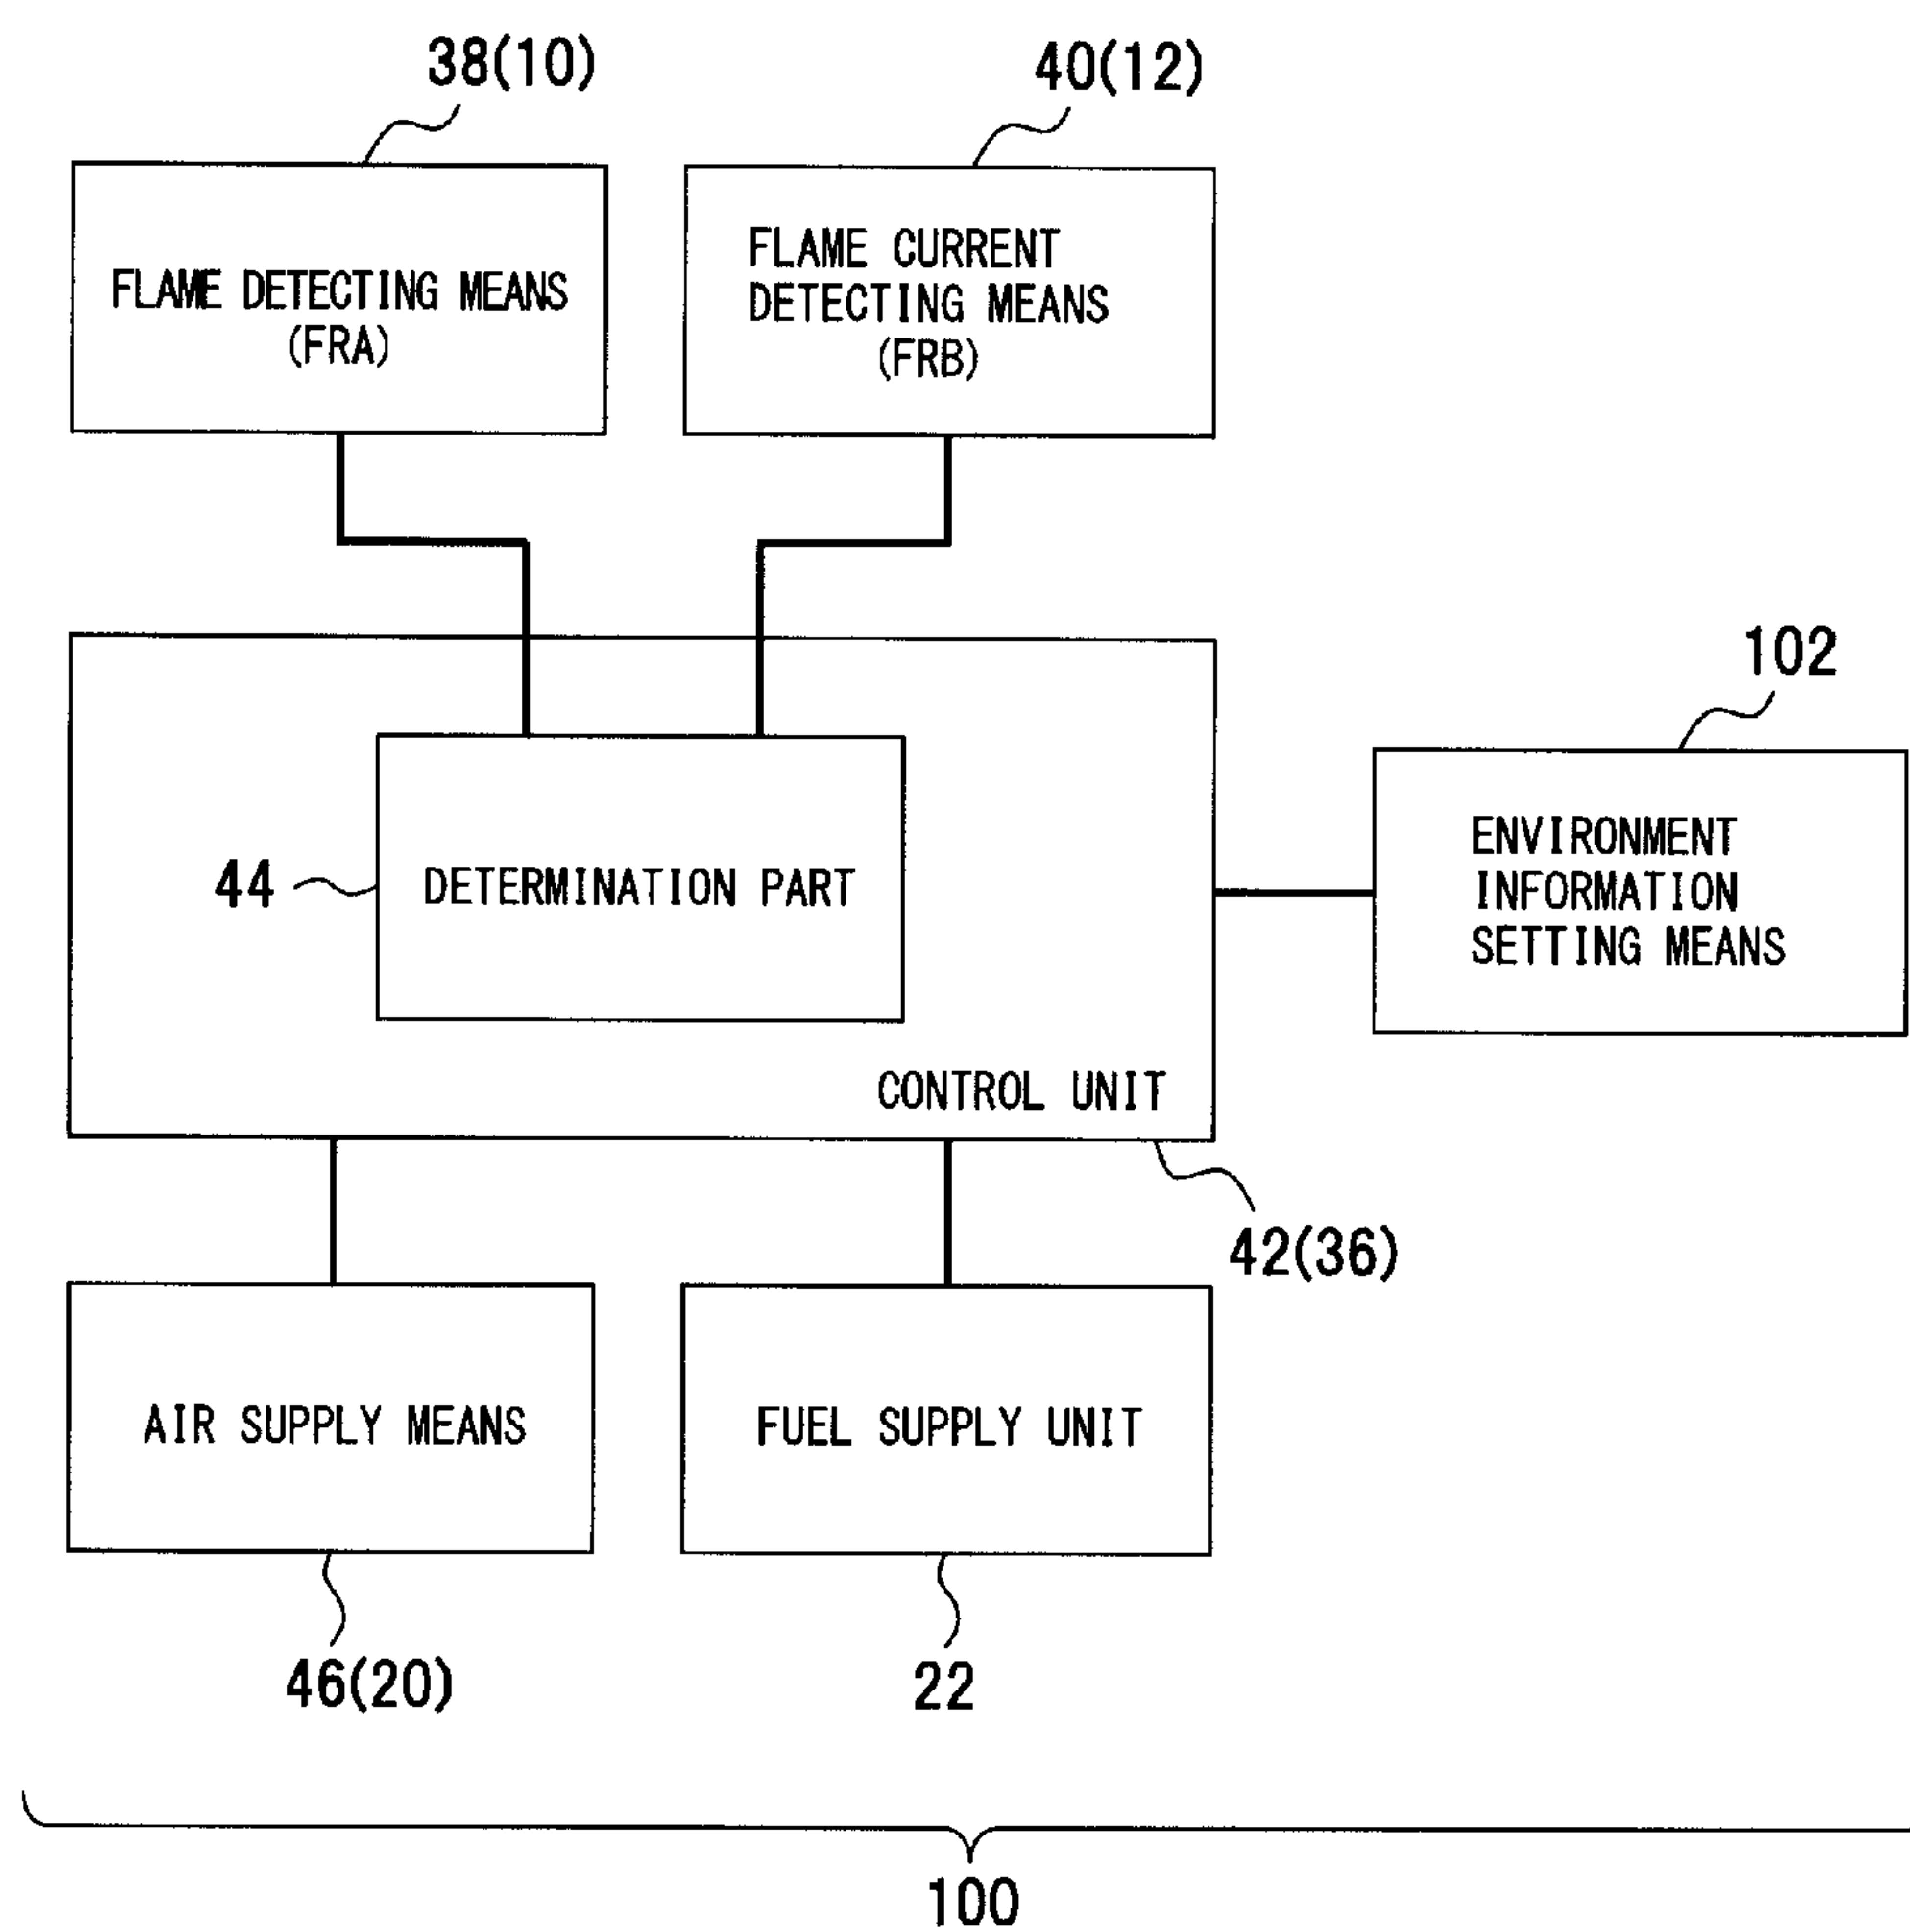 38(10)
40(12)
FLAME DETECTING MEANS
(FRA)
FLAME CURRENT
DETECTING MEANS
(FRB)
102
44
DETERMINATION PART
ENVIRONMENT
INFORMATION
SETTING MEANS
CONTROL UNIT
42(36)
AIR SUPPLY MEANS
FUEL SUPPLY UNIT
46(20)
22
100